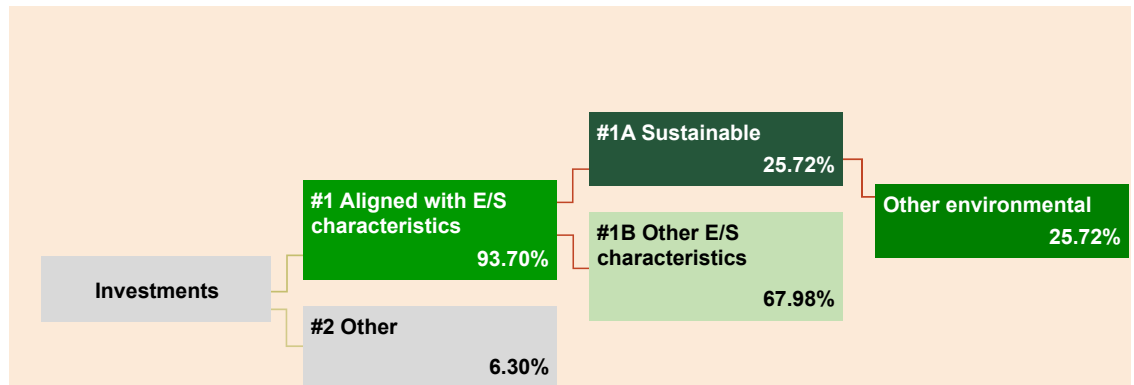 #1A Sustainable
25.72%
#1 Aligned with E/S
characteristics
93.70%
Other environmental
25.72%
#1B Other E/S
characteristics
67.98%
Investments
#2 Other
6.30%